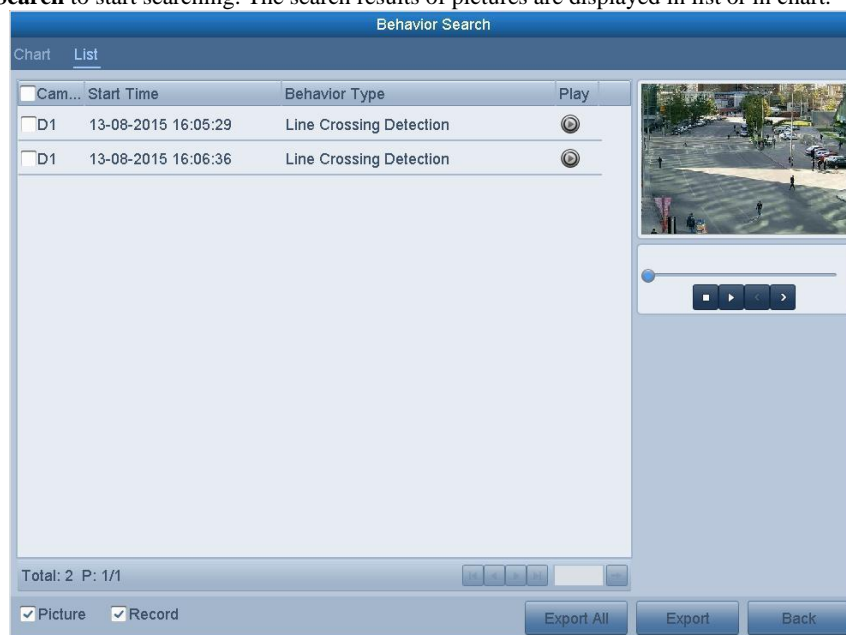 Search to start searching. The search results of pictures are displayed in list or in chart.
Behavior Search
Chart List
Cam... Start Time Behavior Type Play
D1 13-08-2015 16:05:29 Line Crossing Detection
D1 13-08-2015 16:06:36 Line Crossing Detection
Total: 2 P: 1/1
Picture Record Export All Export Back